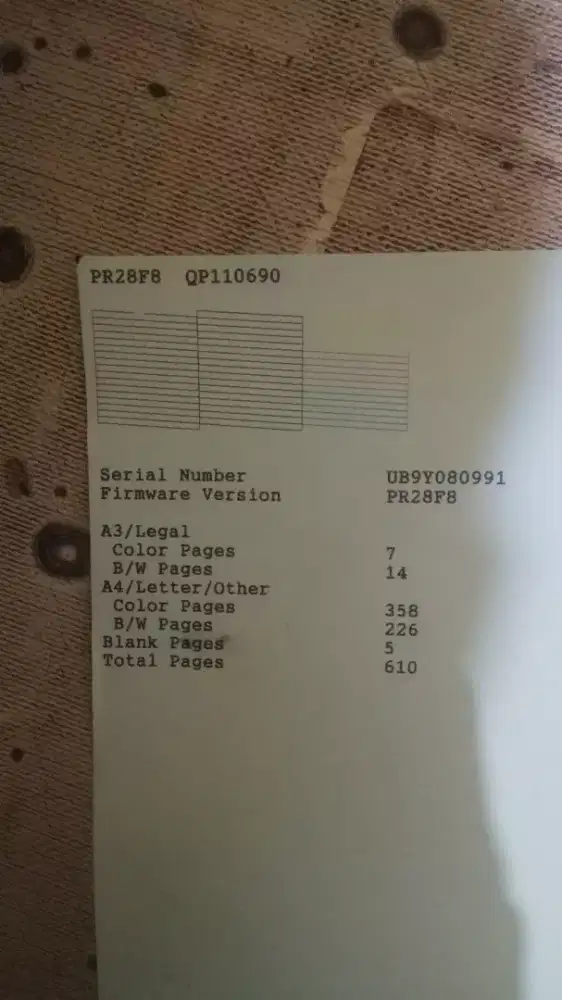 PR28F8 QP110690
Serial Number UB9Y080991
Firmware Version PR28F8
A3/Legal
Color Pages 7
B/W Pages 14
A4/Letter/Other
Color Pages 358
B/W Pages 226
Blank Pages 5
Total Pages 610